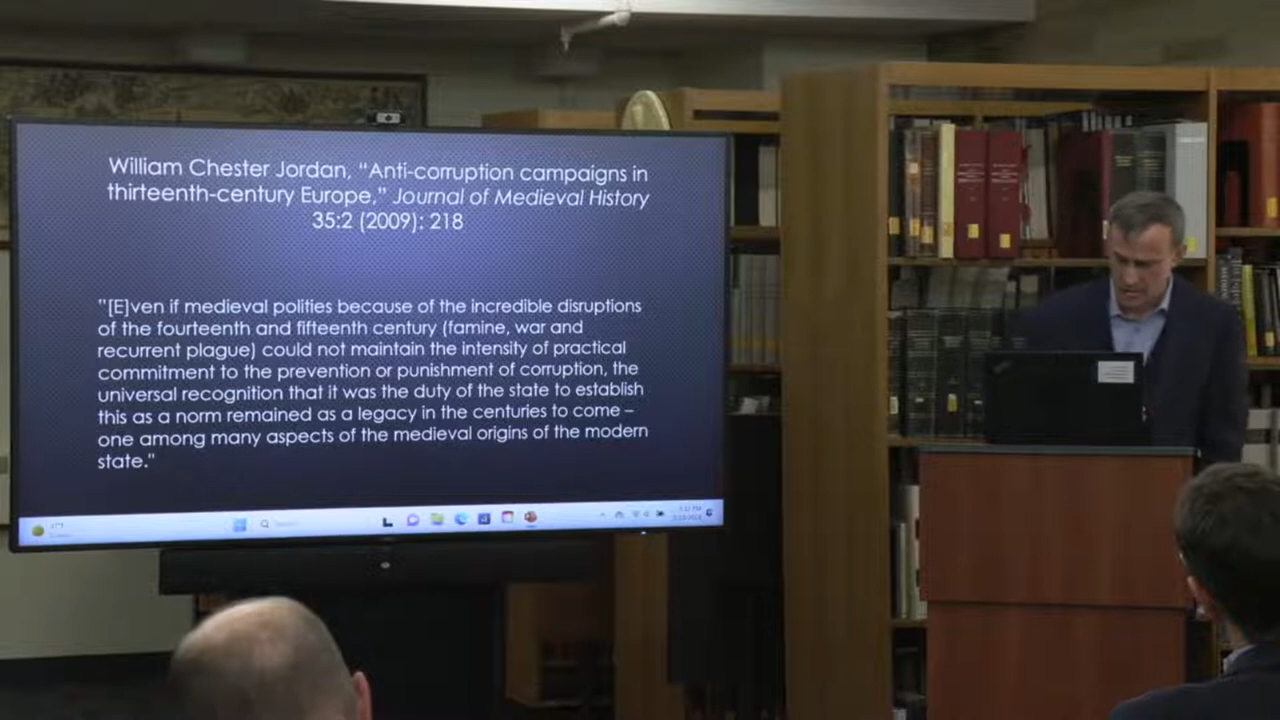 William Chester Jordan, “Anti-corruption campaigns in
thirteenth-century Europe,” Journal of Medieval History
35:2 (2009): 218
"[E]ven if medieval polities because of the incredible disruptions
of the fourteenth and fifteenth century (famine, war and
recurrent plague) could not maintain the intensity of practical
commitment to the prevention or punishment of corruption, the
universal recognition that it was the duty of the state to establish
this as a norm remained as a legacy in the centuries to come –
one among many aspects of the medieval origins of the modern
state."
Search